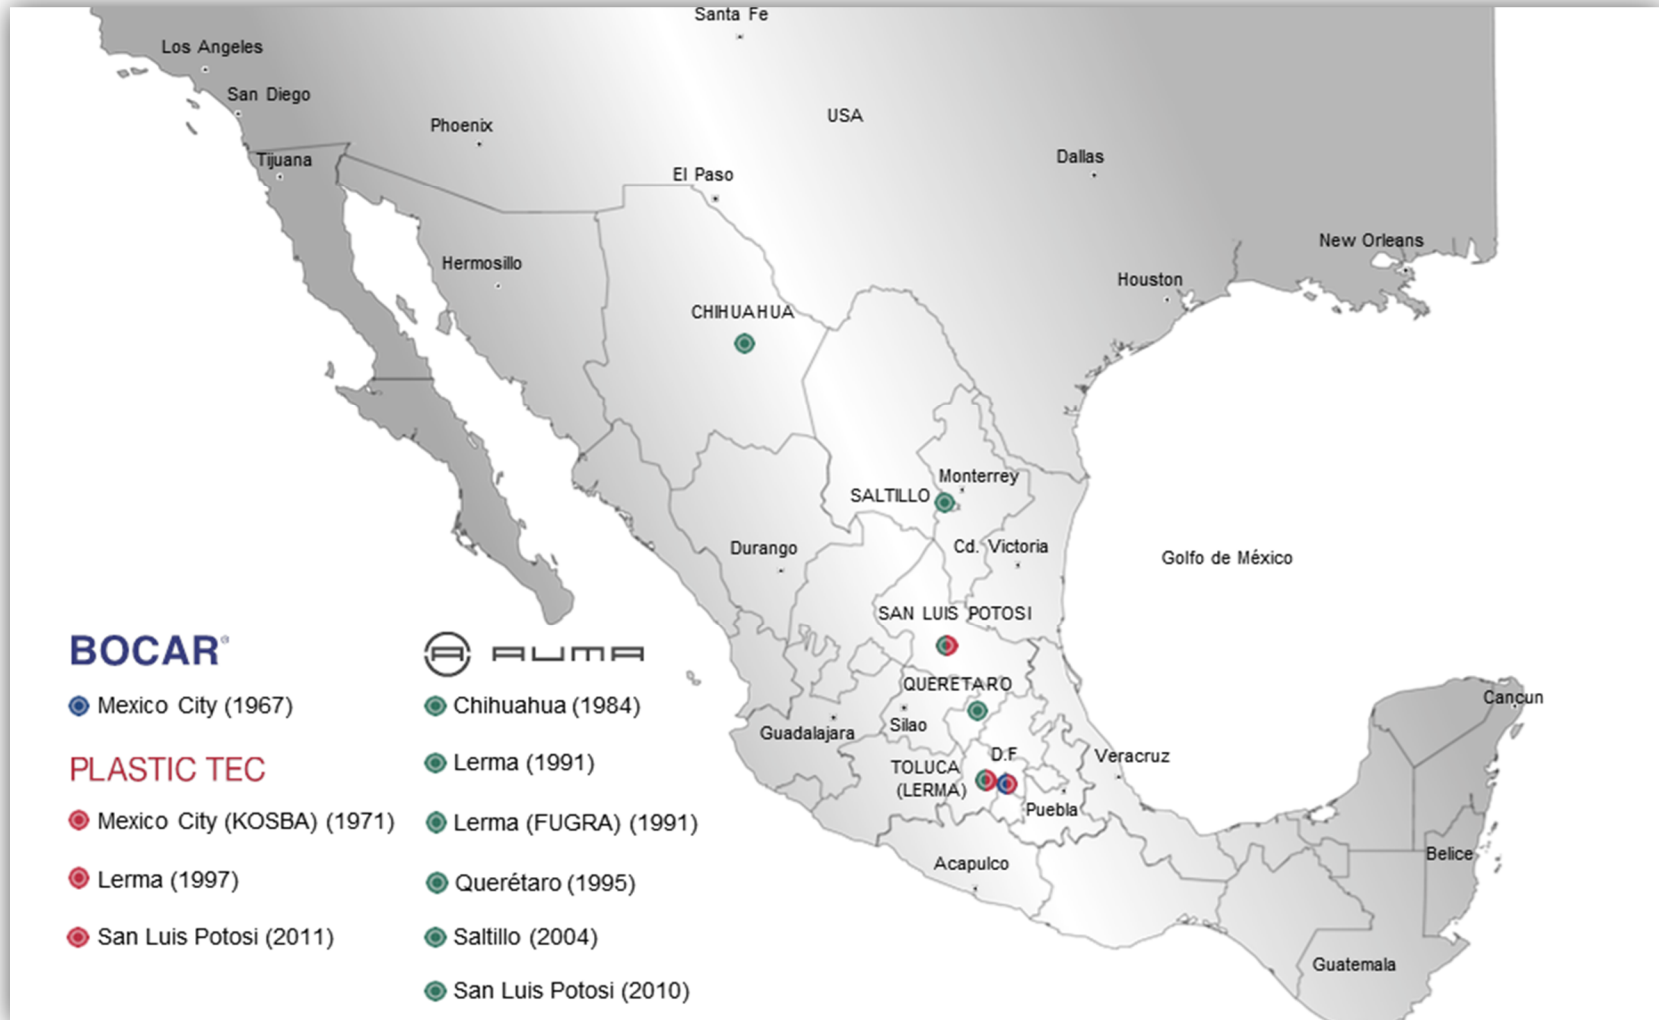 Santa Fe
Los Angeles
San Diego
USA
Phoenix
Dallas
Tijuana
El Paso
New Orleans
Hermosillo
Houston
CHIHUAHUA
Monterrey
SALTILLO
Durango
Cd. Victoria
Golfo de México
SAN LUIS POTOSI
QUERETARO
Cancun
Silao
Guadalajara
D.F
Veracruz
TOLUCA
(LERMA)
Puebla
Belice
Acapulco
Guatemala
BOCAR®
Mexico City (1967)
PLASTIC TEC
Mexico City (KOSBA) (1971)
Lerma (1997)
San Luis Potosi (2011)
A AUMA
Chihuahua (1984)
Lerma (1991)
Lerma (FUGRA) (1991)
Querétaro (1995)
Saltillo (2004)
San Luis Potosi (2010)